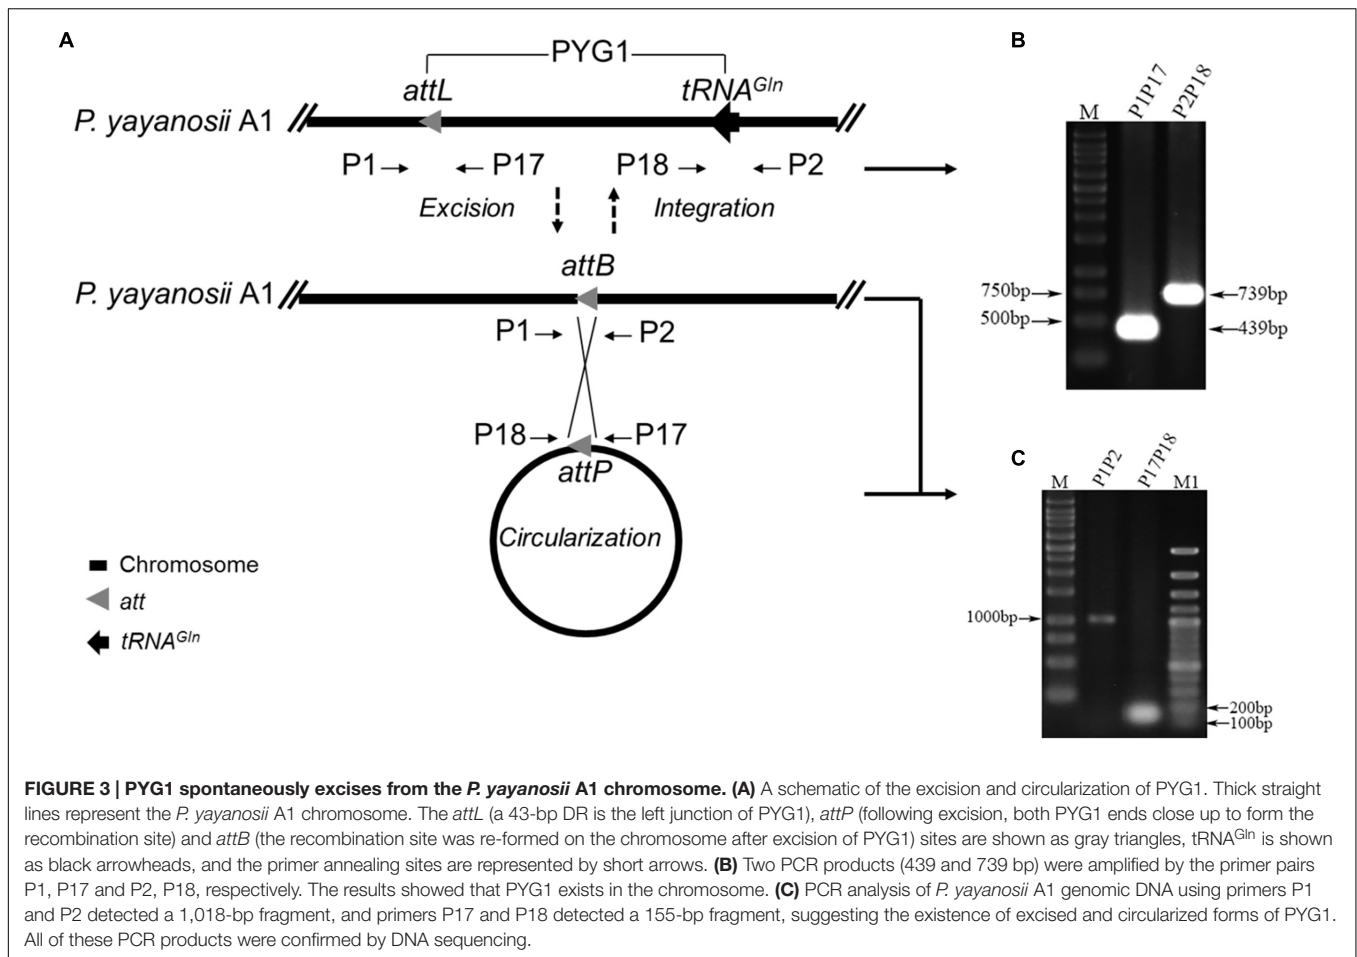 A
PYG1
attL
tRNA^Gln
P. yayanosii A1
P1
P17
P18
P2
Excision
Integration
attB
P. yayanosii A1
P1
P2
P18
P17
attP
Circularization
Chromosome
att
tRNA^Gln
B
M
P1P17
P2P18
750bp
739bp
500bp
439bp
C
M
P1P2
P17P18
M1
1000bp
200bp
100bp
FIGURE 3 | PYG1 spontaneously excises from the P. yayanosii A1 chromosome. (A) A schematic of the excision and circularization of PYG1. Thick straight
lines represent the P. yayanosii A1 chromosome. The attL (a 43-bp DR is the left junction of PYG1), attP (following excision, both PYG1 ends close up to form the
recombination site) and attB (the recombination site was re-formed on the chromosome after excision of PYG1) sites are shown as gray triangles, tRNA^Gln is shown
as black arrowheads, and the primer annealing sites are represented by short arrows. (B) Two PCR products (439 and 739 bp) were amplified by the primer pairs
P1, P17 and P2, P18, respectively. The results showed that PYG1 exists in the chromosome. (C) PCR analysis of P. yayanosii A1 genomic DNA using primers P1
and P2 detected a 1,018-bp fragment, and primers P17 and P18 detected a 155-bp fragment, suggesting the existence of excised and circularized forms of PYG1.
All of these PCR products were confirmed by DNA sequencing.